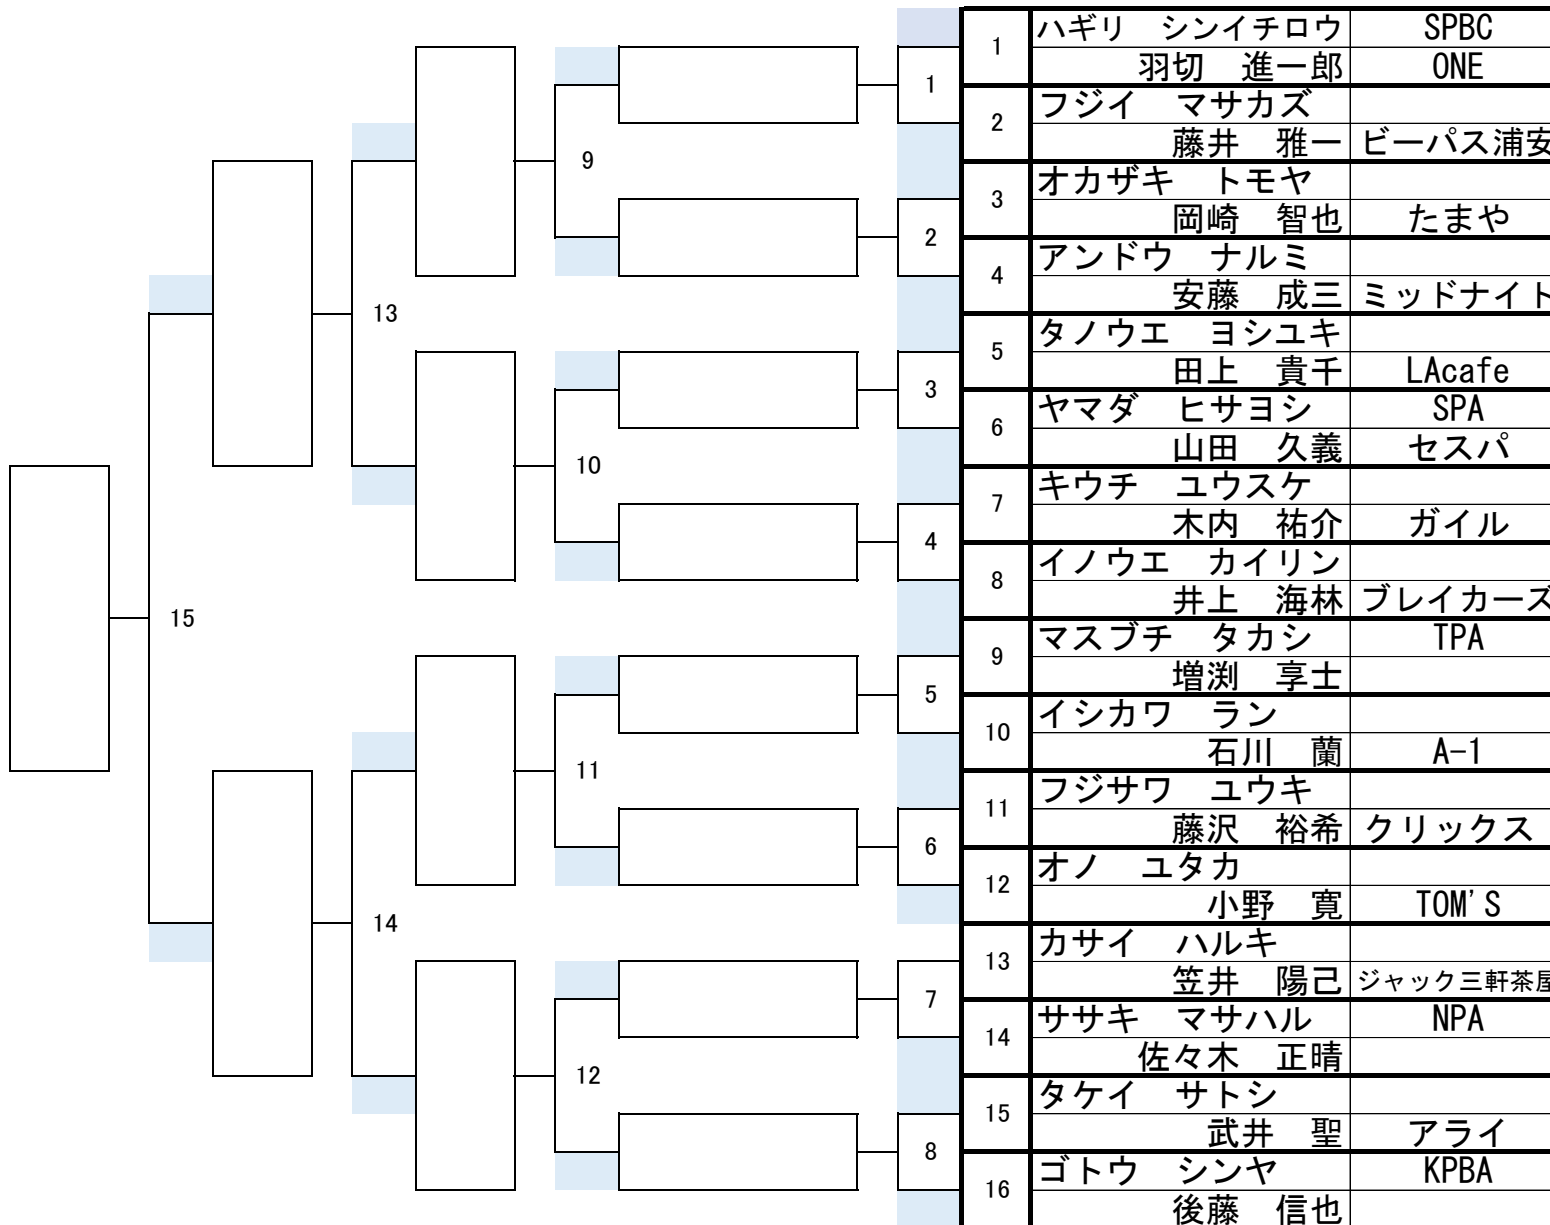 1 ハギリ　シンイチロウ SPBC
羽切　進一郎 ONE
2 フジイ　マサカズ
藤井　雅一 ビーパス浦安
3 オカザキ　トモヤ
岡崎　智也 たまや
4 アンドウ　ナルミ
安藤　成三 ミッドナイト
5 タノウエ　ヨシユキ
田上　貴千 LAcafe
6 ヤマダ　ヒサヨシ SPA
山田　久義 セスパ
7 キウチ　ユウスケ
木内　祐介 ガイル
8 イノウエ　カイリン
井上　海林 ブレイカーズ
9 マスブチ　タカシ TPA
増渕　享士
10 イシカワ　ラン
石川　蘭 A-1
11 フジサワ　ユウキ
藤沢　裕希 クリックス
12 オノ　ユタカ
小野　寛 TOM'S
13 カサイ　ハルキ
笠井　陽己 ジャック三軒茶屋
14 ササキ　マサハル NPA
佐々木　正晴
15 タケイ　サトシ
武井　聖 アライ
16 ゴトウ　シンヤ KPBA
後藤　信也
1
2
3
4
5
6
7
8
9
10
11
12
13
14
15